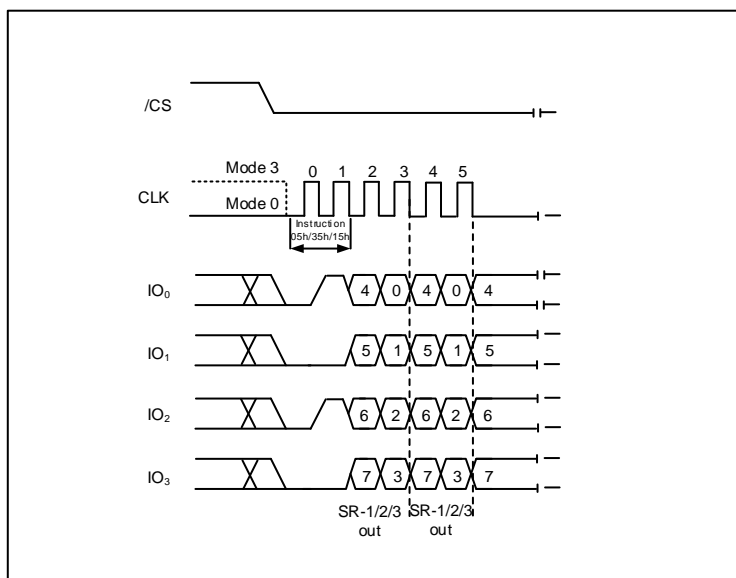 /CS
Mode 3
0 1 2 3 4 5
CLK
Mode 0
Instruction
05h/35h/15h
IO₀
4 0 4 0 4
IO₁
5 1 5 1 5
IO₂
6 2 6 2 6
IO₃
7 3 7 3 7
SR-1/2/3
out
SR-1/2/3
out